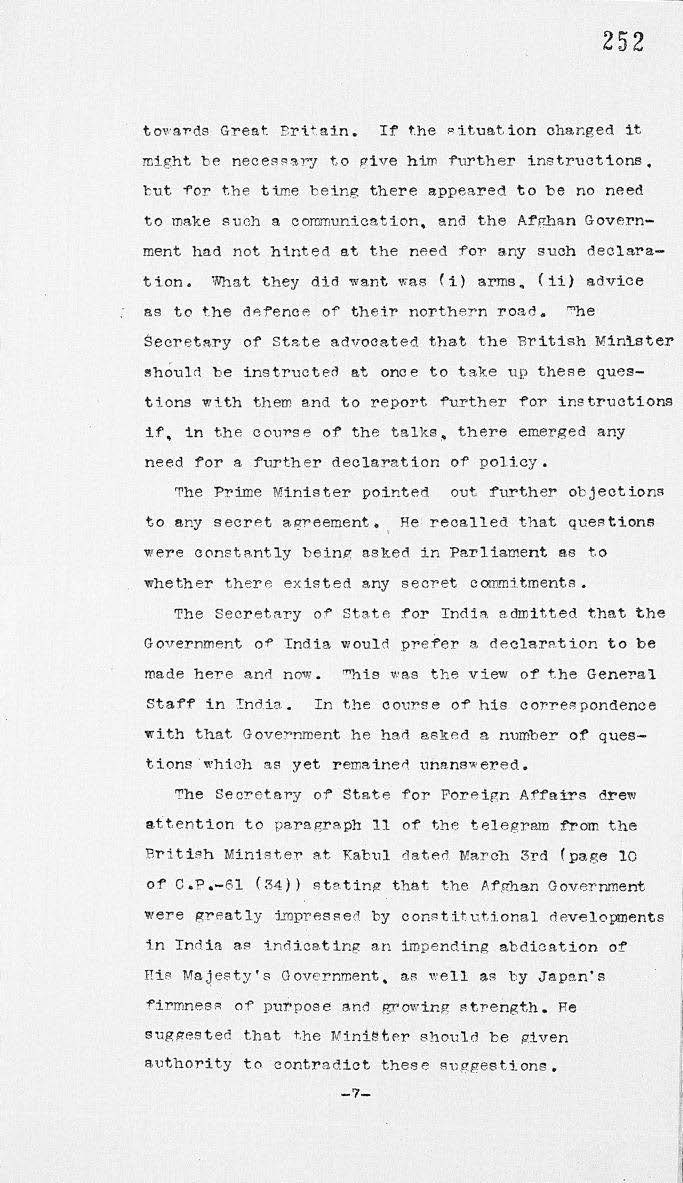 252
towards Great Britain. If the situation changed it
might be necessary to give him further instructions,
but for the time being there appeared to be no need
to make such a communication, and the Afghan Govern-
ment had not hinted at the need for any such declara-
tion. What they did want was (i) arms, (ii) advice
as to the defence of their northern road. The
Secretary of State advocated that the British Minister
should be instructed at once to take up these ques-
tions with them and to report further for instructions
if, in the course of the talks, there emerged any
need for a further declaration of policy.
The Prime Minister pointed out further objections
to any secret agreement. He recalled that questions
were constantly being asked in Parliament as to
whether there existed any secret commitments.
The Secretary of State for India admitted that the
Government of India would prefer a declaration to be
made here and now. This was the view of the General
Staff in India. In the course of his correspondence
with that Government he had asked a number of ques-
tions which as yet remained unanswered.
The Secretary of State for Foreign Affairs drew
attention to paragraph 11 of the telegram from the
British Minister at Kabul dated March 3rd (page 10
of C.P.-61 (34)) stating that the Afghan Government
were greatly impressed by constitutional developments
in India as indicating an impending abdication of
His Majesty's Government, as well as by Japan's
firmness of purpose and growing strength. He
suggested that the Minister should be given
authority to contradict these suggestions.
-7-